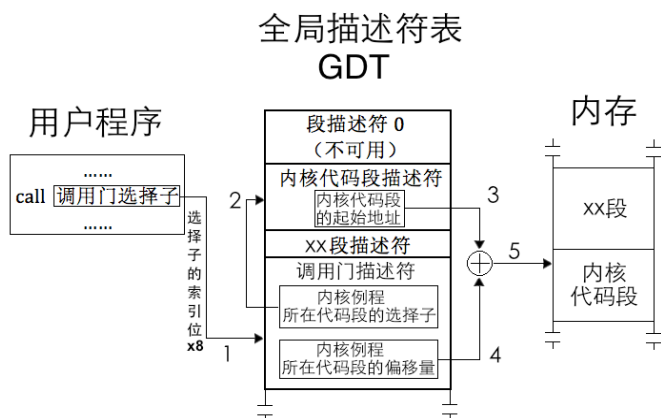 全局描述符表
GDT
用户程序
内存
……
call 调用门选择子
……
选择子的索引位x8
段描述符 0
（不可用）
内核代码段描述符
内核代码段
的起始地址
xx段描述符
调用门描述符
内核例程
所在代码段的选择子
内核例程
所在代码段的偏移量
1
2
3
4
5
xx段
内核
代码段